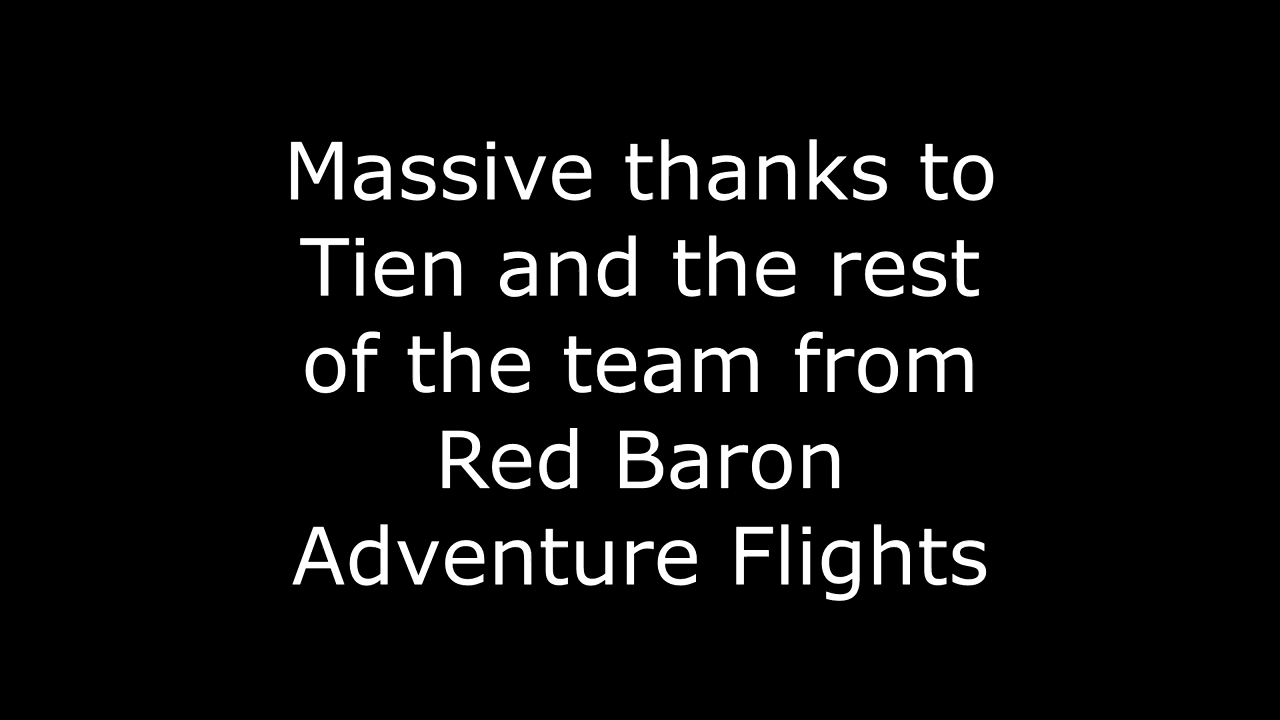 Massive thanks to
Tien and the rest
of the team from
Red Baron
Adventure Flights